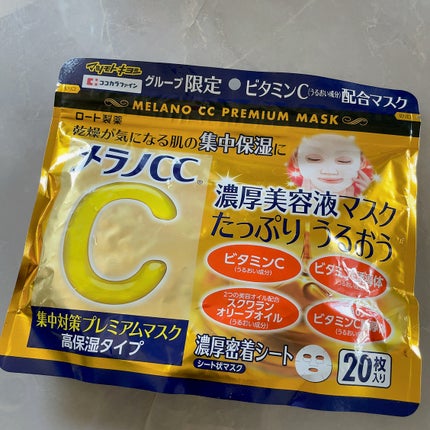 マツモトキヨシ
ココカラファイン
グループ限定・ビタミンC(うるおい成分)配合マスク
MELANO CC PREMIUM MASK
ロート製薬
乾燥が気になる肌の集中保湿に
メラノCC®
C
濃厚美容液マスク
たっぷりうるおう
ビタミンC
(うるおい成分)
ビタミン
2つの美容オイル配合
スクワラン
オリーブオイル
(うるおい成分)
ビタミン
集中対策プレミアムマスク
高保湿タイプ
濃厚密着シート
シート状マスク
20枚入り